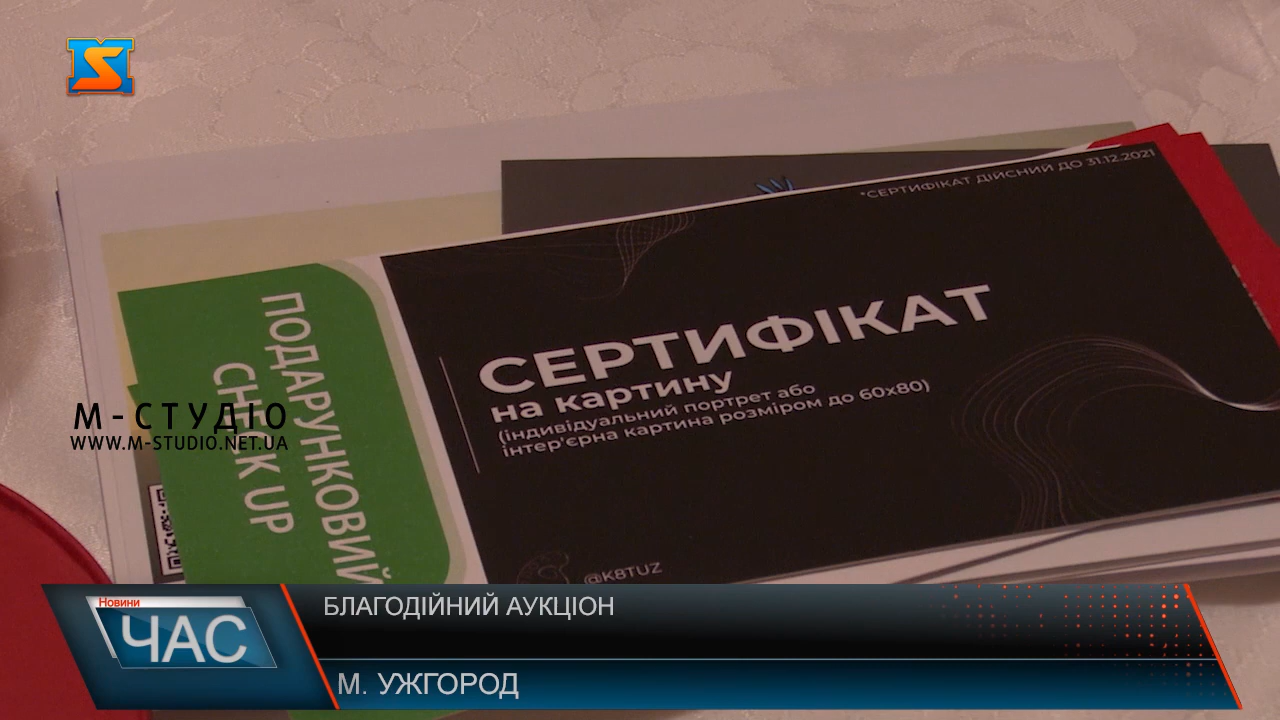 *СЕРТИФІКАТ ДІЙСНИЙ ДО 31.12.2021
СЕРТИФІКАТ
на картину
(індивідуальний портрет або
інтер'єрна картина розміром до 60х80)
@K8TUZ
ПОДАРУНКОВИЙ
CHECK UP
М-СТУДІО
WWW.M-STUDIO.NET.UA
Новини
ЧАС
БЛАГОДІЙНИЙ АУКЦІОН
М. УЖГОРОД